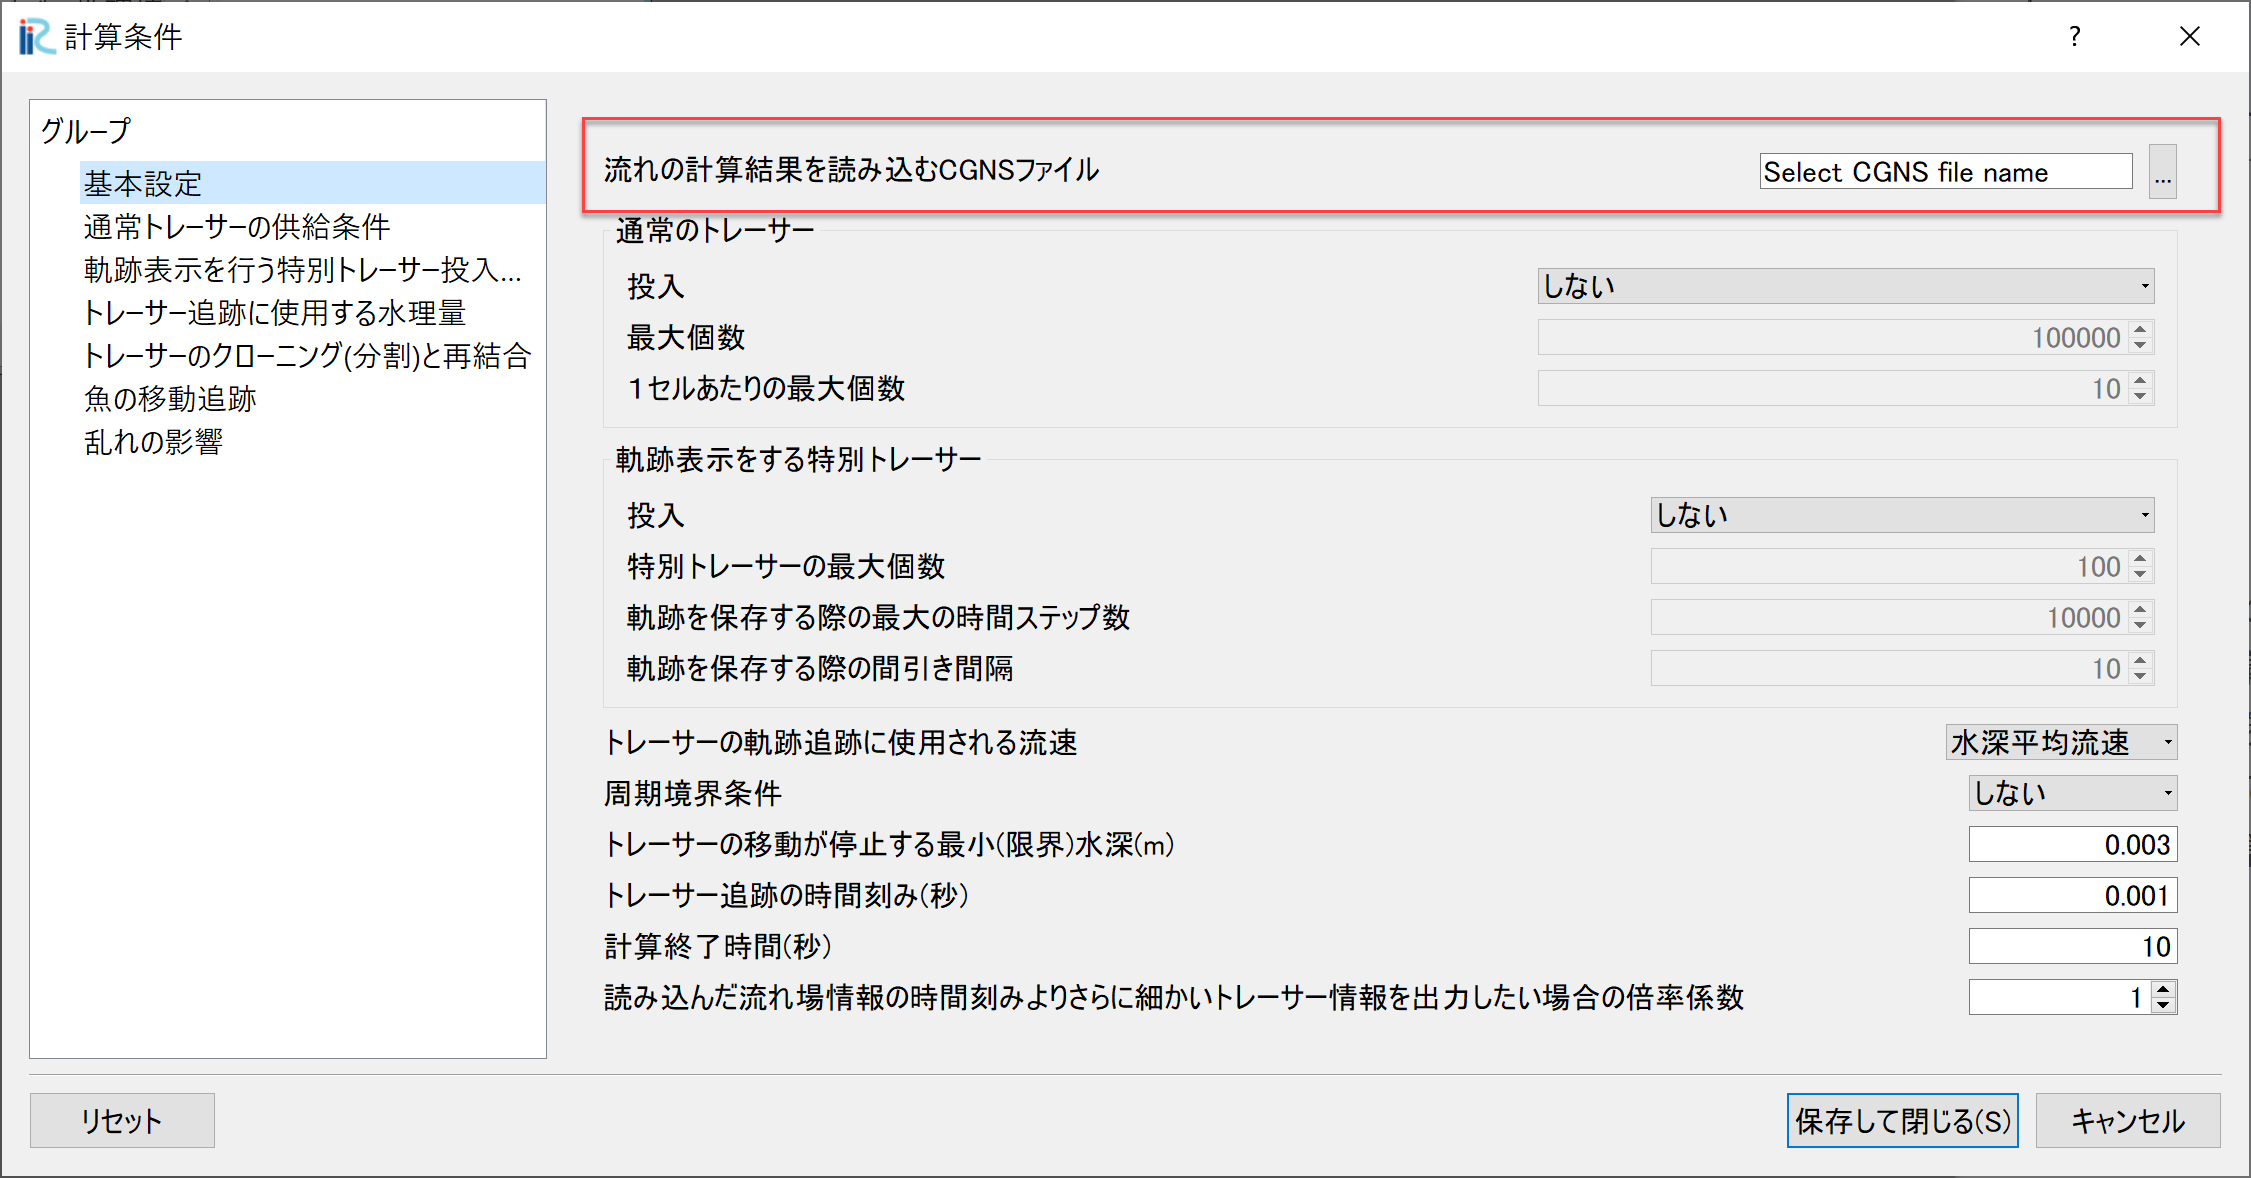 計算条件
?
グループ
基本設定
通常トレーサーの供給条件
軌跡表示を行う特別トレーサー投入...
トレーサー追跡に使用する水理量
トレーサーのクローニング(分割)と再結合
魚の移動追跡
乱れの影響
流れの計算結果を読み込むCGNSファイル
Select CGNS file name
...
通常のトレーサー
投入
しない
最大個数
100000
１セルあたりの最大個数
10
軌跡表示をする特別トレーサー
投入
しない
特別トレーサーの最大個数
100
軌跡を保存する際の最大の時間ステップ数
10000
軌跡を保存する際の間引き間隔
10
トレーサーの軌跡追跡に使用される流速
水深平均流速
周期境界条件
しない
トレーサーの移動が停止する最小(限界)水深(m)
0.003
トレーサー追跡の時間刻み(秒)
0.001
計算終了時間(秒)
10
読み込んだ流れ場情報の時間刻みよりさらに細かいトレーサー情報を出力したい場合の倍率係数
1
リセット
保存して閉じる(S)
キャンセル